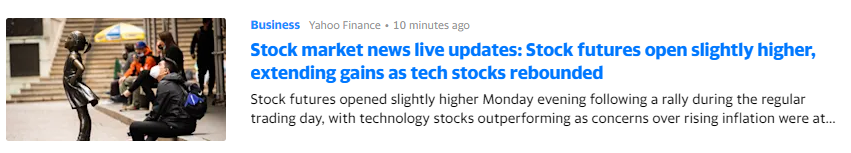 Business Yahoo Finance • 10 minutes ago
Stock market news live updates: Stock futures open slightly higher,
extending gains as tech stocks rebounded
Stock futures opened slightly higher Monday evening following a rally during the regular
trading day, with technology stocks outperforming as concerns over rising inflation were at...